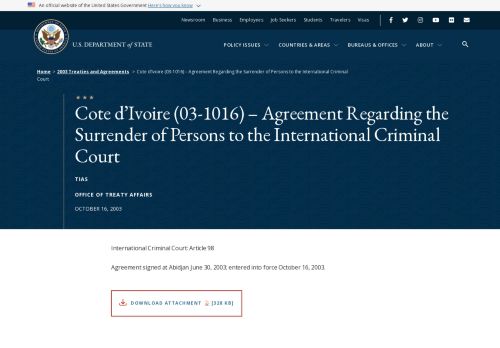 An official website of the United States Government Here's how you know
Newsroom Business Employers Job Seekers Students Travelers Visas
U.S. DEPARTMENT of STATE
POLICY ISSUES COUNTRIES & AREAS BUREAUS & OFFICES ABOUT
Home > 2003 Treaties and Agreements > Cote d'Ivoire (03-1016) – Agreement Regarding the Surrender of Persons to the International Criminal
Court
Cote d'Ivoire (03-1016) – Agreement Regarding the
Surrender of Persons to the International Criminal
Court
TIAS
OFFICE OF TREATY AFFAIRS
OCTOBER 16, 2003
International Criminal Court: Article 98
Agreement signed at Abidjan June 30, 2003; entered into force October 16, 2003.
DOWNLOAD ATTACHMENT [328 KB]